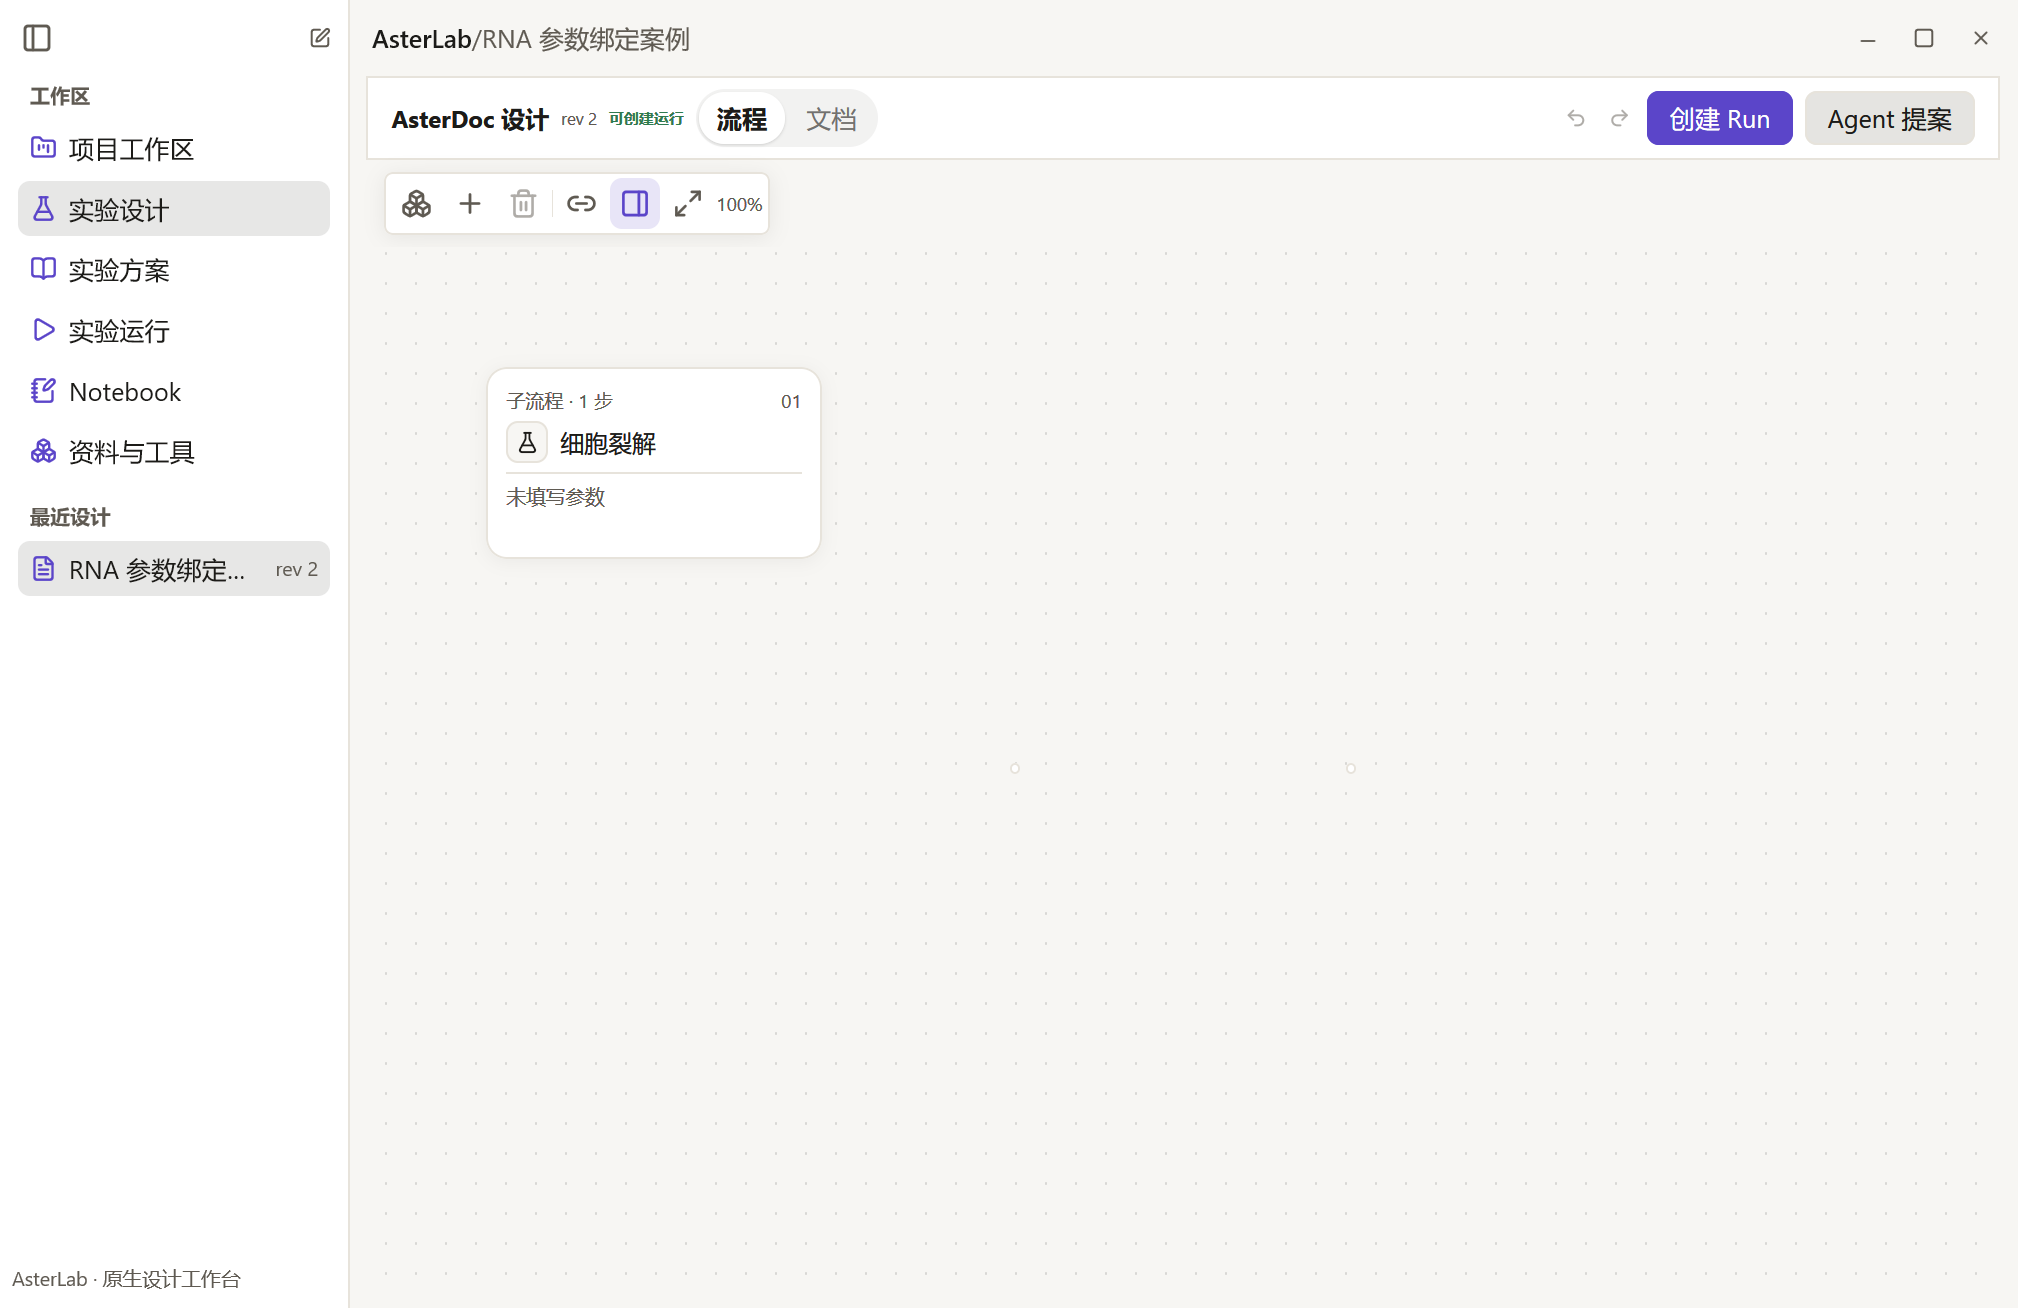 工作区
项目工作区
实验设计
实验方案
实验运行
Notebook
资料与工具
最近设计
RNA 参数绑定... rev 2
AsterLab · 原生设计工作台
AsterLab/RNA 参数绑定案例
AsterDoc 设计 rev 2 可创建运行 流程 文档 创建 Run Agent 提案
100%
子流程 · 1 步 01
细胞裂解
未填写参数